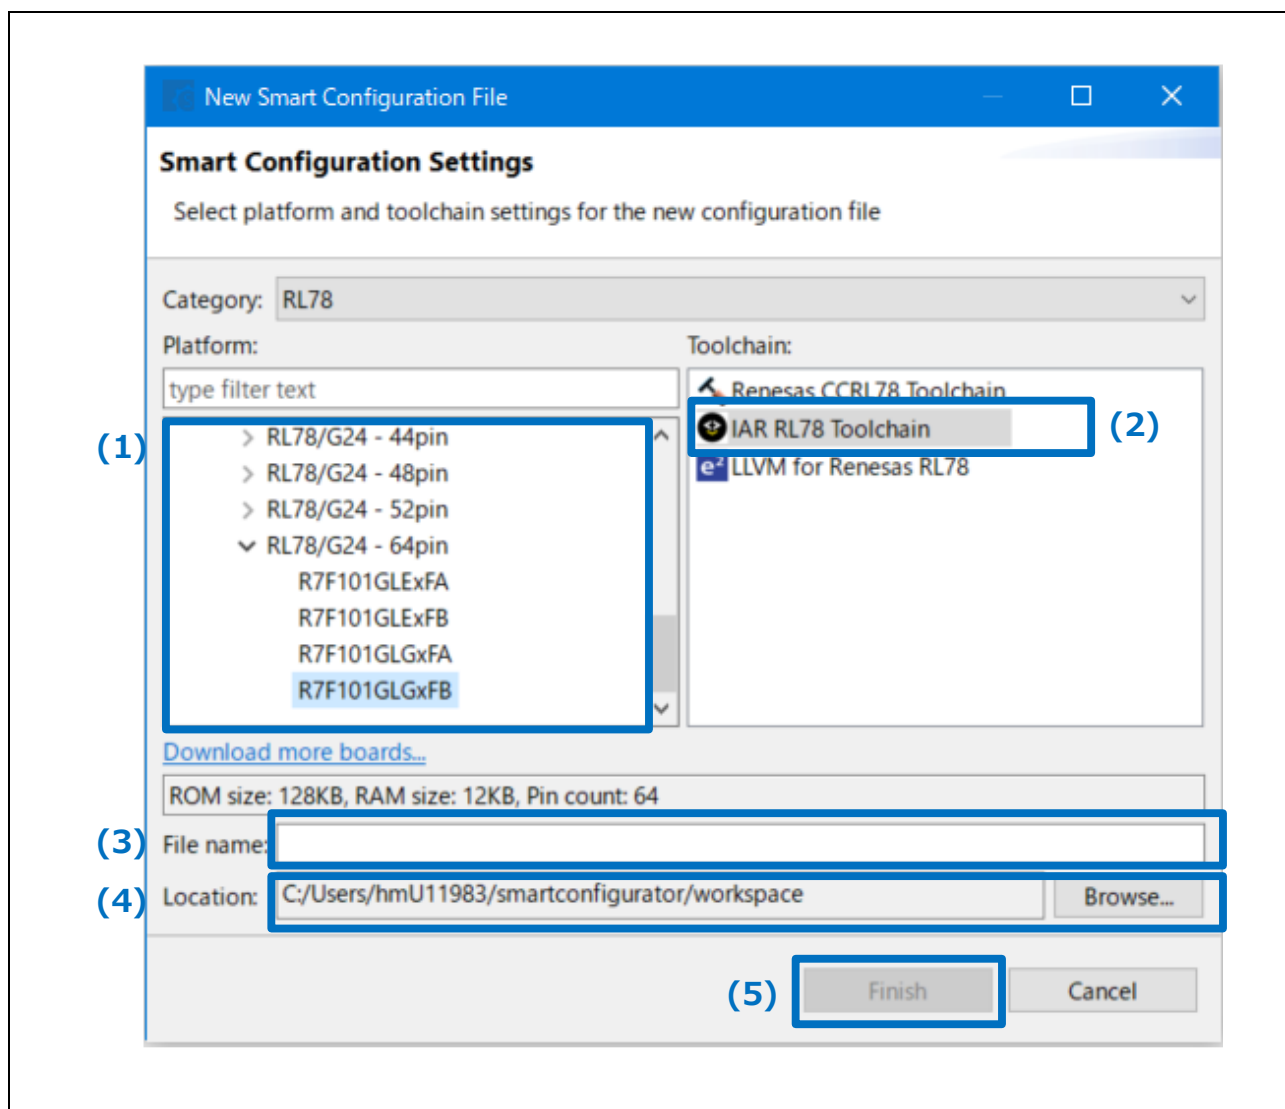 New Smart Configuration File
Smart Configuration Settings
Select platform and toolchain settings for the new configuration file
Category: RL78
Platform:
Toolchain:
type filter text
(1)
RL78/G24 - 44pin
RL78/G24 - 48pin
RL78/G24 - 52pin
RL78/G24 - 64pin
R7F101GLExFA
R7F101GLExFB
R7F101GLGxFA
R7F101GLGxFB
Renesas CCRL78 Toolchain
IAR RL78 Toolchain
(2)
e² LLVM for Renesas RL78
Download more boards...
ROM size: 128KB, RAM size: 12KB, Pin count: 64
(3) File name:
(4) Location: C:/Users/hmU11983/smartconfigurator/workspace Browse...
(5) Finish Cancel